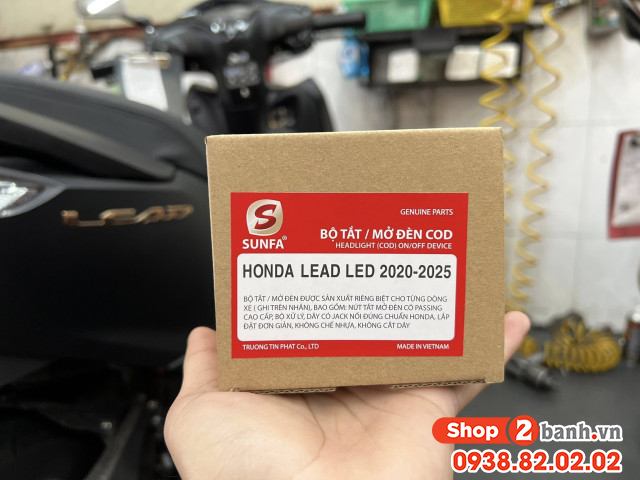 LEAD
GENUINE PARTS
S
SUNFA®
BỘ TẮT / MỞ ĐÈN COD
HEADLIGHT (COD) ON/OFF DEVICE
HONDA LEAD LED 2020-2025
BỘ TẮT / MỞ ĐÈN ĐƯỢC SẢN XUẤT RIÊNG BIỆT CHO TỪNG DÒNG
XE ( GHI TRÊN NHÃN), BAO GỒM: NÚT TẮT MỞ ĐÈN CÓ PASSING
CAO CẤP, BỘ XỬ LÝ, DÂY CÓ JACK NỐI ĐÚNG CHUẨN HONDA, LẮP
ĐẶT ĐƠN GIẢN, KHÔNG CHẾ NHỰA, KHÔNG CẮT DÂY
TRUONG TIN PHAT Co., LTD
MADE IN VIETNAM
Shop2banh.vn
0938.82.02.02